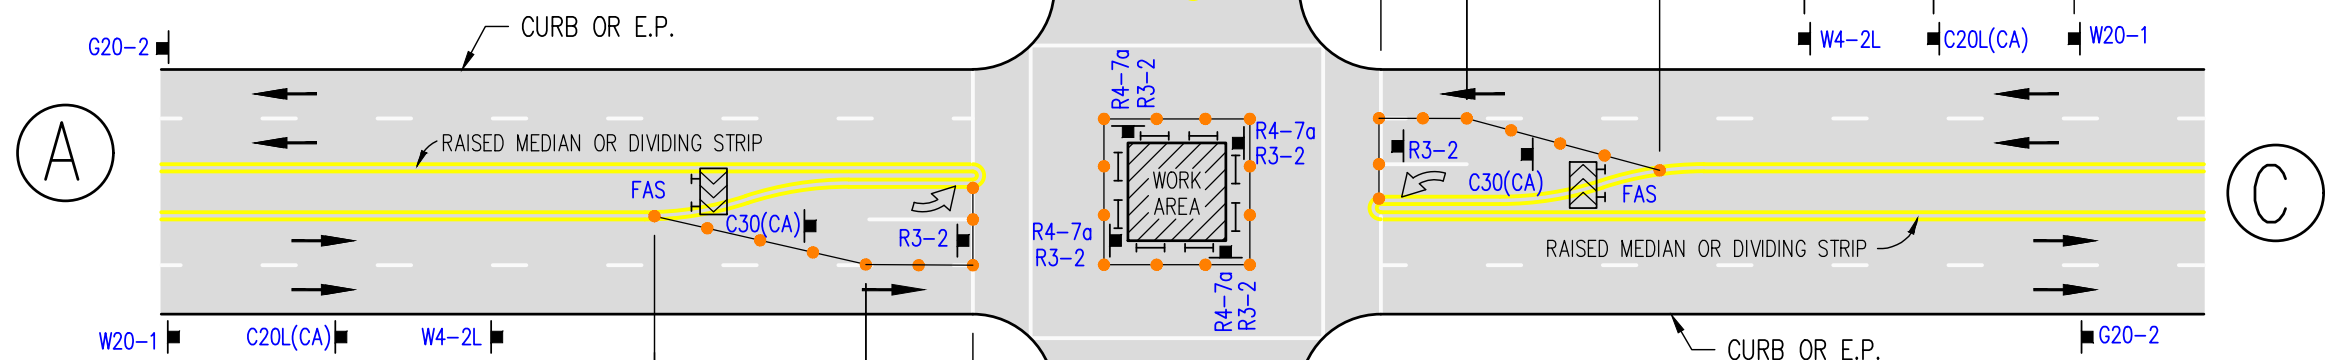 G20-2
CURB OR E.P.
W4-2L
C20L(CA)
W20-1
R4-7a
R3-2
A
RAISED MEDIAN OR DIVIDING STRIP
R4-7a
R3-2
R3-2
C30(CA)
FAS
FAS
WORK
AREA
C
C30(CA)
R3-2
R4-7a
R3-2
RAISED MEDIAN OR DIVIDING STRIP
R4-7a
R3-2
W20-1
C20L(CA)
W4-2L
G20-2
CURB OR E.P.